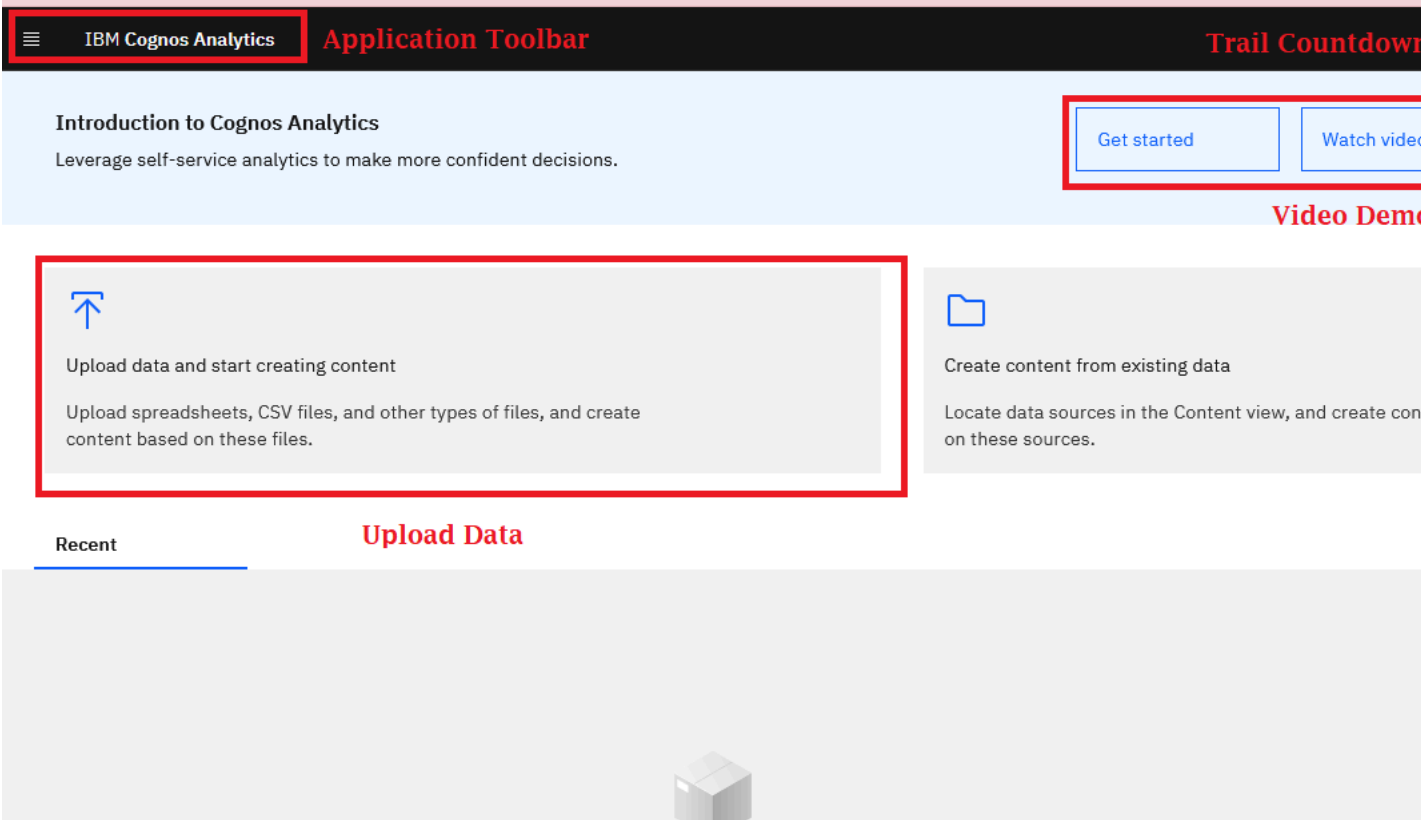 IBM Cognos Analytics Application Toolbar Trail Countdown
Introduction to Cognos Analytics
Leverage self-service analytics to make more confident decisions.
Get started Watch video
Video Demo
Upload data and start creating content
Upload spreadsheets, CSV files, and other types of files, and create
content based on these files.
Create content from existing data
Locate data sources in the Content view, and create con
on these sources.
Upload Data
Recent